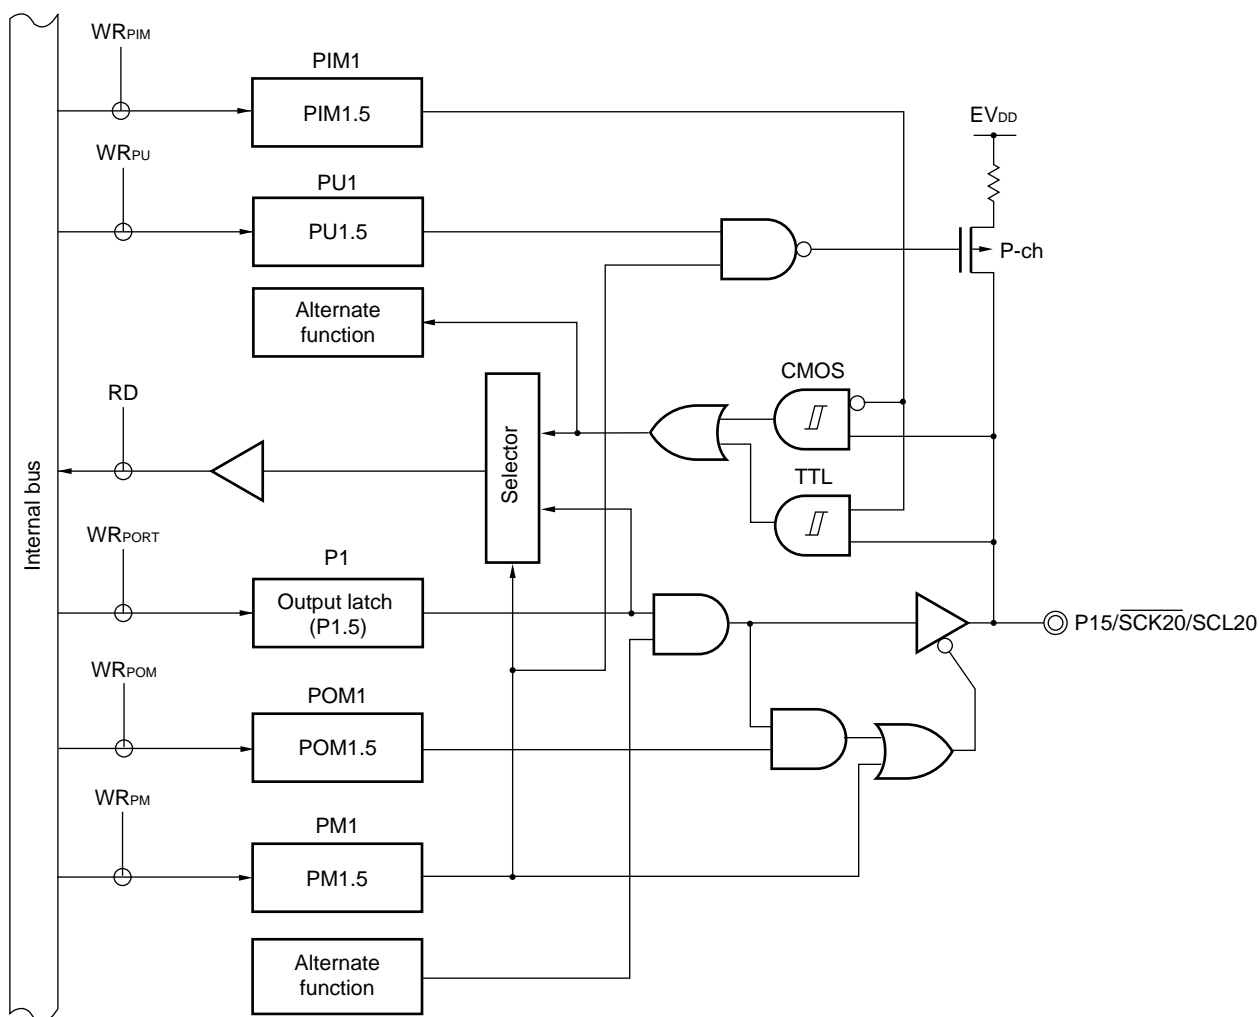 WRPIM
PIM1
PIM1.5
EVDD
WRPU
PU1
PU1.5
P-ch
Alternate
function
CMOS
RD
Selector
TTL
Internal bus
WRPORT
P1
Output latch
(P1.5)
P15/SCK20/SCL20
WRPOM
POM1
POM1.5
WRPM
PM1
PM1.5
Alternate
function